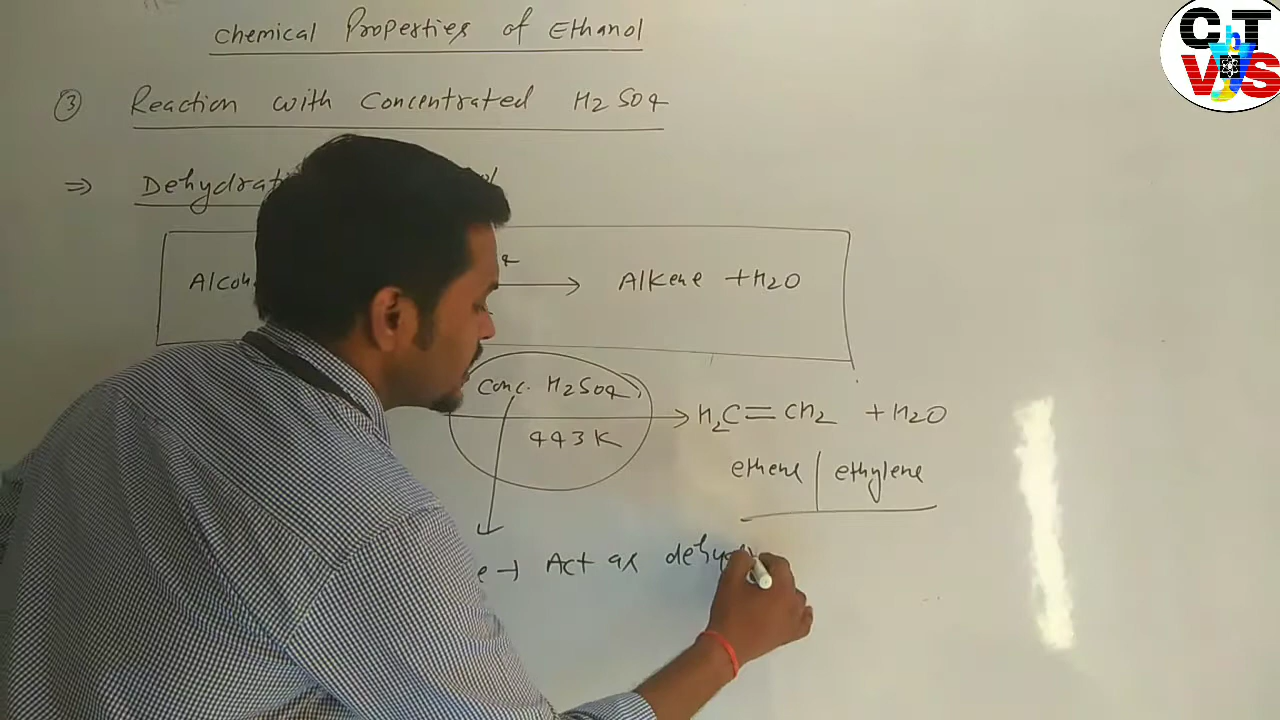 Chemical Properties of Ethanol
③ Reaction with Concentrated H2SO4
⇒ Dehydrati
Alcoh → Alkene + H2O
Conc. H2SO4
443 K
→ H2C=CH2 + H2O
ethene | ethylene
→ Act as dehyd
C h T
V S